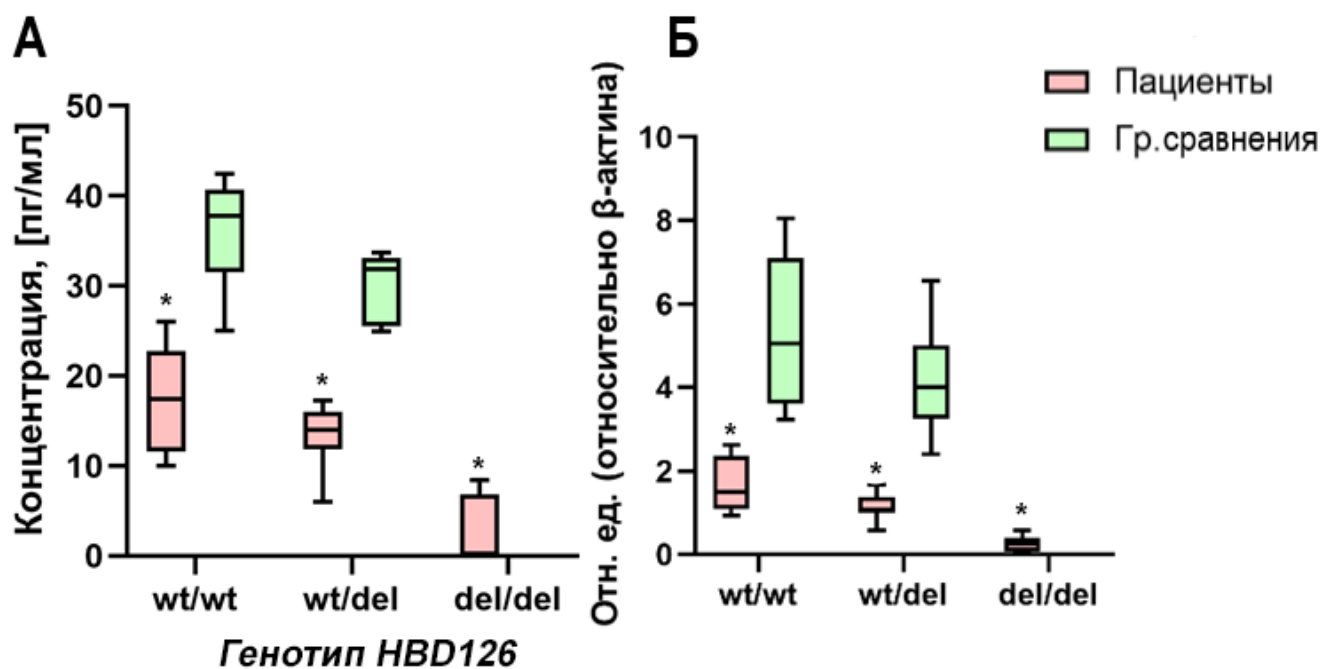 А
Концентрация, [пг/мл]
50
40
30
20
10
0
*
*
*
wt/wt
wt/del
del/del
Генотип HBD126
Б
Отн. ед. (относительно β-актина)
10
8
6
4
2
0
*
*
*
wt/wt
wt/del
del/del
Пациенты
Гр.сравнения